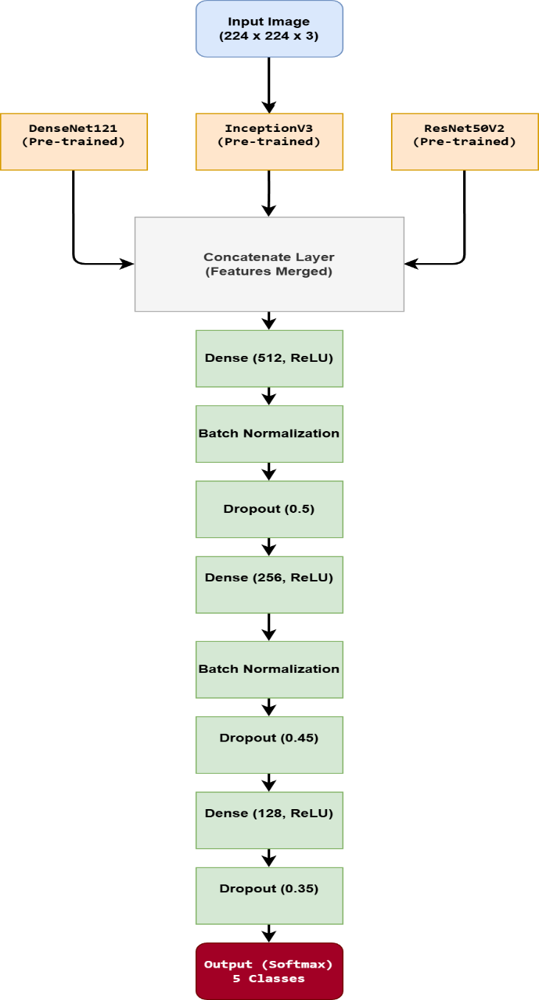 Input Image
(224 x 224 x 3)
DenseNet121
(Pre-trained)
InceptionV3
(Pre-trained)
ResNet50V2
(Pre-trained)
Concatenate Layer
(Features Merged)
Dense (512, ReLU)
Batch Normalization
Dropout (0.5)
Dense (256, ReLU)
Batch Normalization
Dropout (0.45)
Dense (128, ReLU)
Dropout (0.35)
Output (Softmax)
5 Classes